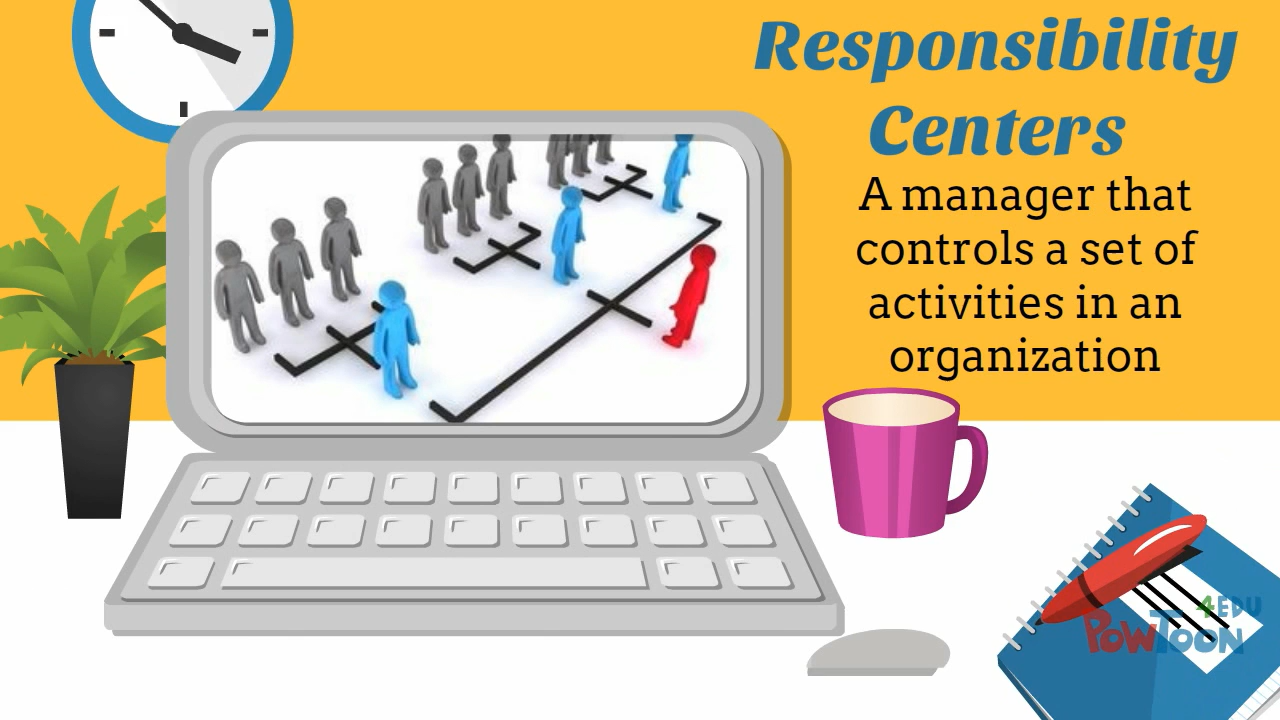 Responsibility
Centers
A manager that
controls a set of
activities in an
organization
4EDU
POWTOON